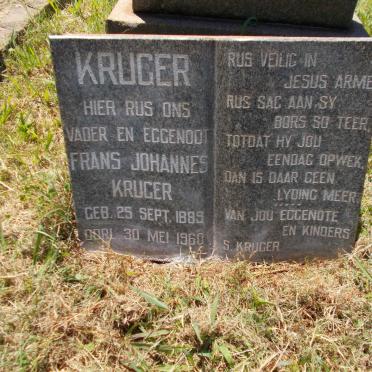 KRUGER
HIER RUS ONS
VADER EN EGGENOOT
FRANS JOHANNES
KRUGER
GEB. 25 SEPT. 1889
OORL. 30 MEI 1960
RUS VEILIG IN
JESUS ARME
RUS SAG AAN SY
BORS SO TEER,
TOTDAT HY JOU
EENDAG OPWEK,
DAN IS DAAR GEEN
LYDING MEER
VAN JOU EGGENOTE
EN KINDERS
S. KRUGER